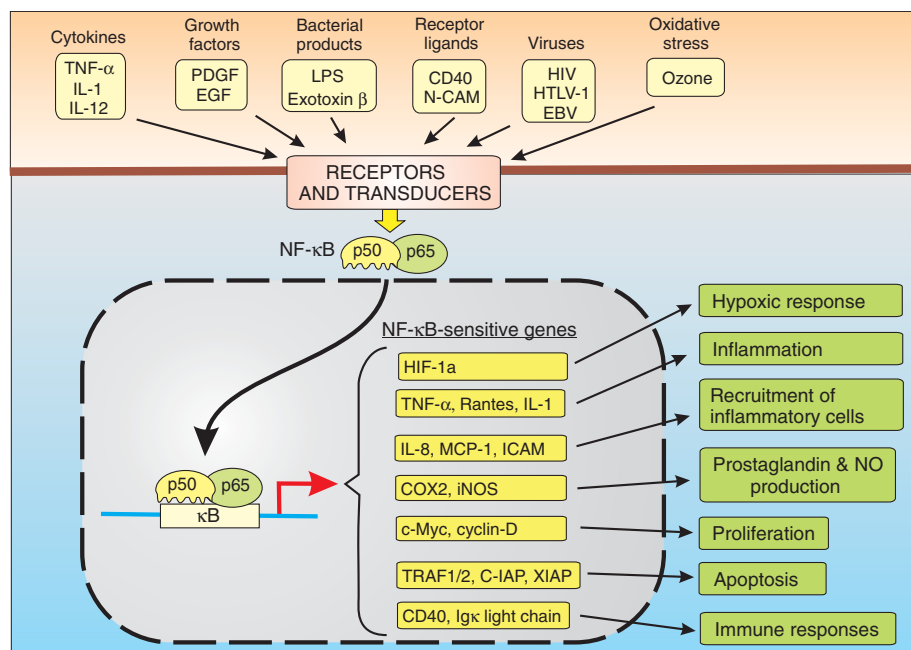 Cytokines
TNF-α
IL-1
IL-12
Growth
factors
PDGF
EGF
Bacterial
products
LPS
Exotoxin β
Receptor
ligands
CD40
N-CAM
Viruses
HIV
HTLV-1
EBV
Oxidative
stress
Ozone
RECEPTORS
AND TRANSDUCERS
NF-κB
p50
p65
NF-κB-sensitive genes
HIF-1a
Hypoxic response
TNF-α, Rantes, IL-1
Inflammation
IL-8, MCP-1, ICAM
Recruitment of
inflammatory cells
COX2, iNOS
Prostaglandin & NO
production
c-Myc, cyclin-D
Proliferation
TRAF1/2, C-IAP, XIAP
Apoptosis
CD40, Igκ light chain
Immune responses
p50
p65
κB